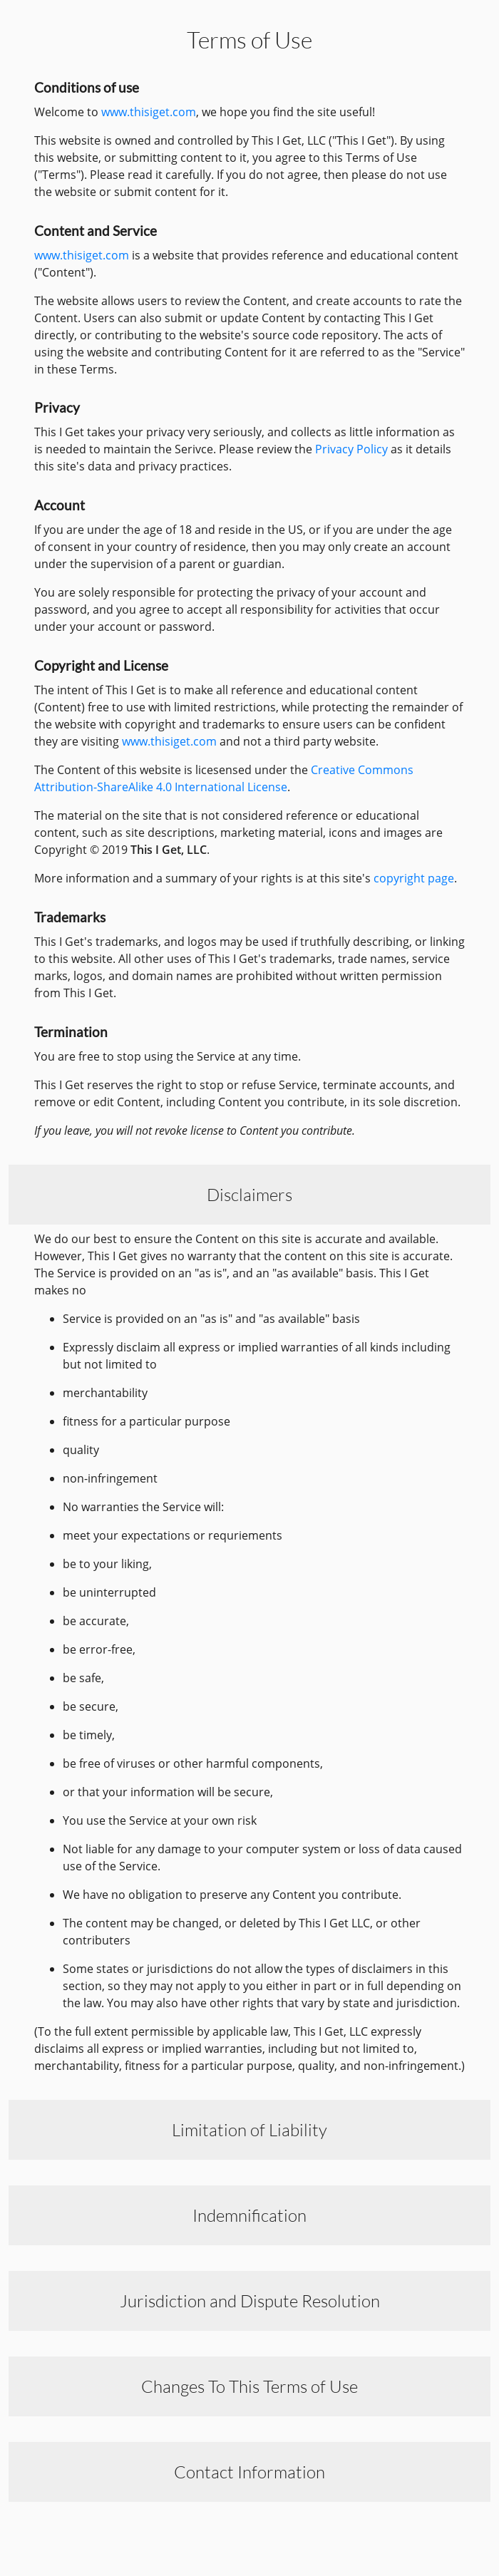 Terms of Use
Conditions of use
Welcome to www.thisiget.com, we hope you find the site useful!
This website is owned and controlled by This I Get, LLC ("This I Get"). By using
this website, or submitting content to it, you agree to this Terms of Use
("Terms"). Please read it carefully. If you do not agree, then please do not use
the website or submit content for it.
Content and Service
www.thisiget.com is a website that provides reference and educational content
("Content").
The website allows users to review the Content, and create accounts to rate the
Content. Users can also submit or update Content by contacting This I Get
directly, or contributing to the website's source code repository. The acts of
using the website and contributing Content for it are referred to as the "Service"
in these Terms.
Privacy
This I Get takes your privacy very seriously, and collects as little information as
is needed to maintain the Serivce. Please review the Privacy Policy as it details
this site's data and privacy practices.
Account
If you are under the age of 18 and reside in the US, or if you are under the age
of consent in your country of residence, then you may only create an account
under the supervision of a parent or guardian.
You are solely responsible for protecting the privacy of your account and
password, and you agree to accept all responsibility for activities that occur
under your account or password.
Copyright and License
The intent of This I Get is to make all reference and educational content
(Content) free to use with limited restrictions, while protecting the remainder of
the website with copyright and trademarks to ensure users can be confident
they are visiting www.thisiget.com and not a third party website.
The Content of this website is licesensed under the Creative Commons
Attribution-ShareAlike 4.0 International License.
The material on the site that is not considered reference or educational
content, such as site descriptions, marketing material, icons and images are
Copyright © 2019 This I Get, LLC.
More information and a summary of your rights is at this site's copyright page.
Trademarks
This I Get's trademarks, and logos may be used if truthfully describing, or linking
to this website. All other uses of This I Get's trademarks, trade names, service
marks, logos, and domain names are prohibited without written permission
from This I Get.
Termination
You are free to stop using the Service at any time.
This I Get reserves the right to stop or refuse Service, terminate accounts, and
remove or edit Content, including Content you contribute, in its sole discretion.
If you leave, you will not revoke license to Content you contribute.
Disclaimers
We do our best to ensure the Content on this site is accurate and available.
However, This I Get gives no warranty that the content on this site is accurate.
The Service is provided on an "as is", and an "as available" basis. This I Get
makes no
• Service is provided on an "as is" and "as available" basis
• Expressly disclaim all express or implied warranties of all kinds including
but not limited to
• merchantability
• fitness for a particular purpose
• quality
• non-infringement
• No warranties the Service will:
• meet your expectations or requriements
• be to your liking,
• be uninterrupted
• be accurate,
• be error-free,
• be safe,
• be secure,
• be timely,
• be free of viruses or other harmful components,
• or that your information will be secure,
• You use the Service at your own risk
• Not liable for any damage to your computer system or loss of data caused
use of the Service.
• We have no obligation to preserve any Content you contribute.
• The content may be changed, or deleted by This I Get LLC, or other
contributers
• Some states or jurisdictions do not allow the types of disclaimers in this
section, so they may not apply to you either in part or in full depending on
the law. You may also have other rights that vary by state and jurisdiction.
(To the full extent permissible by applicable law, This I Get, LLC expressly
disclaims all express or implied warranties, including but not limited to,
merchantability, fitness for a particular purpose, quality, and non-infringement.)
Limitation of Liability
Indemnification
Jurisdiction and Dispute Resolution
Changes To This Terms of Use
Contact Information